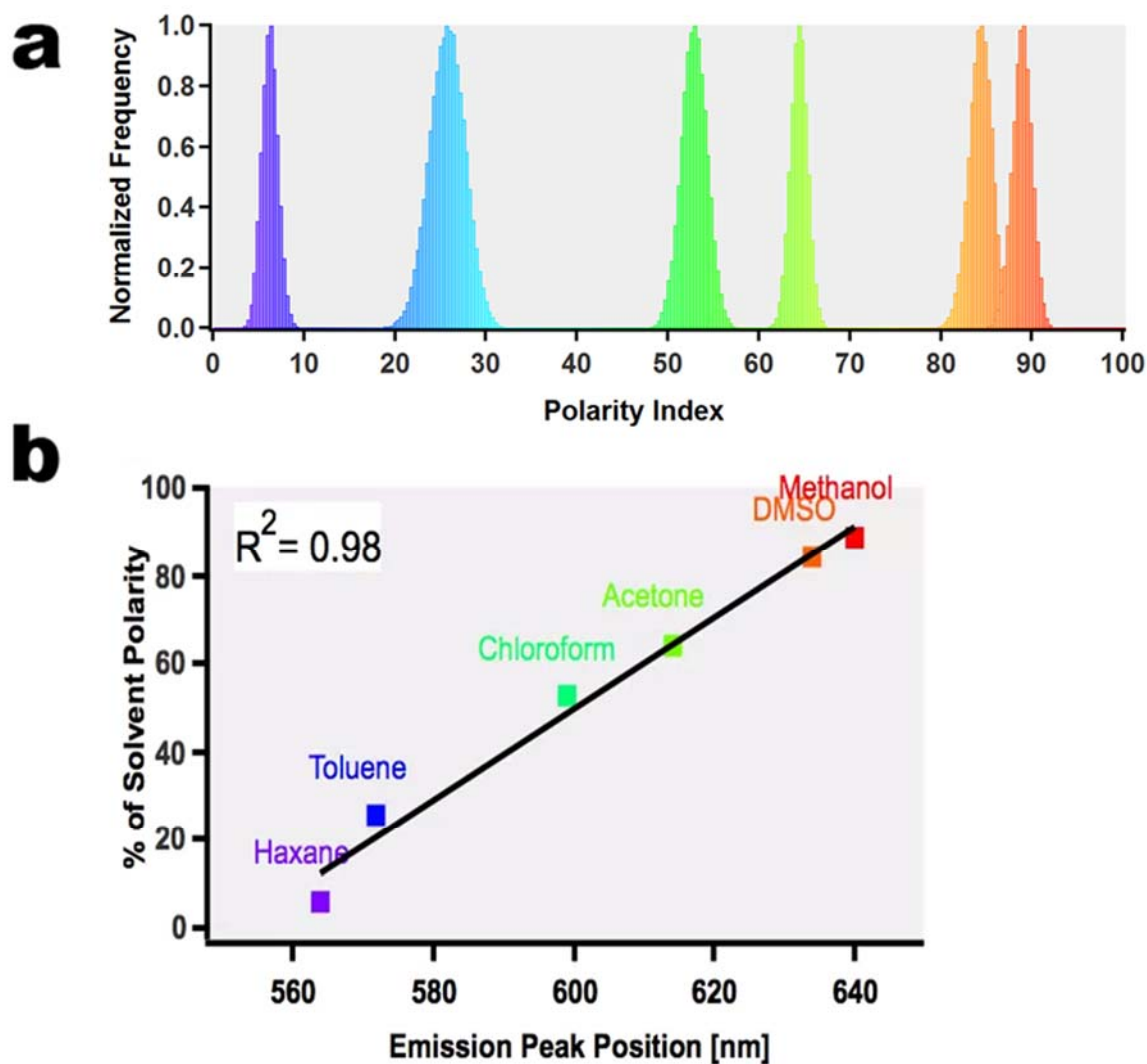 a
Normalized Frequency
1.0
0.8
0.6
0.4
0.2
0.0
0 10 20 30 40 50 60 70 80 90 100
Polarity Index
b
% of Solvent Polarity
100
80
60
40
20
0
R2= 0.98
Methanol
DMSO
Acetone
Chloroform
Toluene
Haxane
560 580 600 620 640
Emission Peak Position [nm]